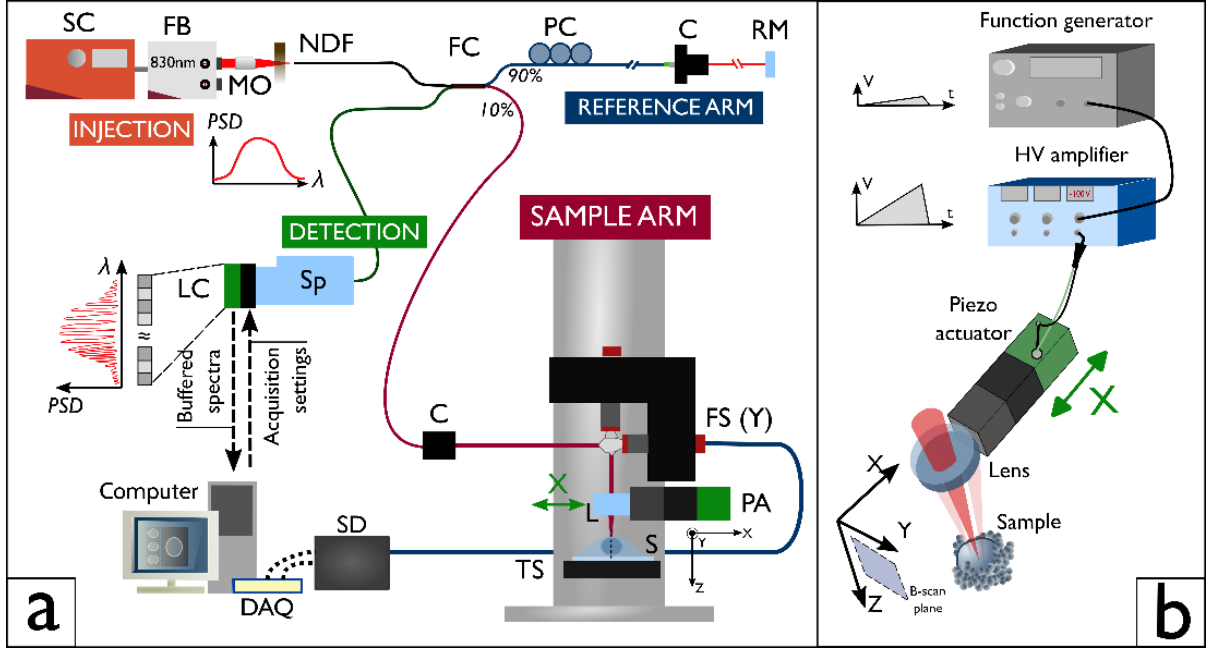 SC
FB
NDF
FC
PC
C
RM
830nm
MO
90%
10%
INJECTION
REFERENCE ARM
PSD
λ
DETECTION
SAMPLE ARM
λ
LC
Sp
≈
PSD
Buffered
spectra
Acquisition
settings
C
FS (Y)
X
L
PA
S
TS
X
Y
Z
Computer
SD
DAQ
a
Function generator
V
t
HV amplifier
V
t
~100 V
Piezo
actuator
X
Lens
X
Y
Z
Sample
B-scan
plane
b